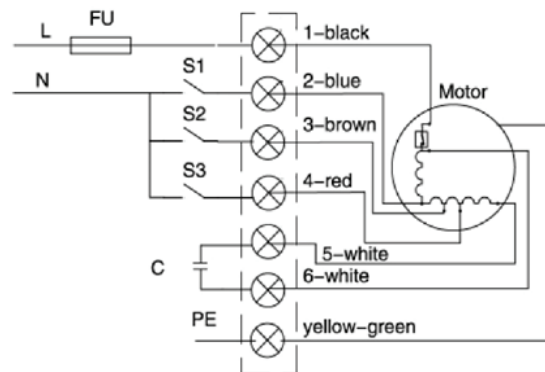 L FU 1-black
N S1 2-blue Motor
S2 3-brown
S3 4-red
5-white
C 6-white
PE yellow-green